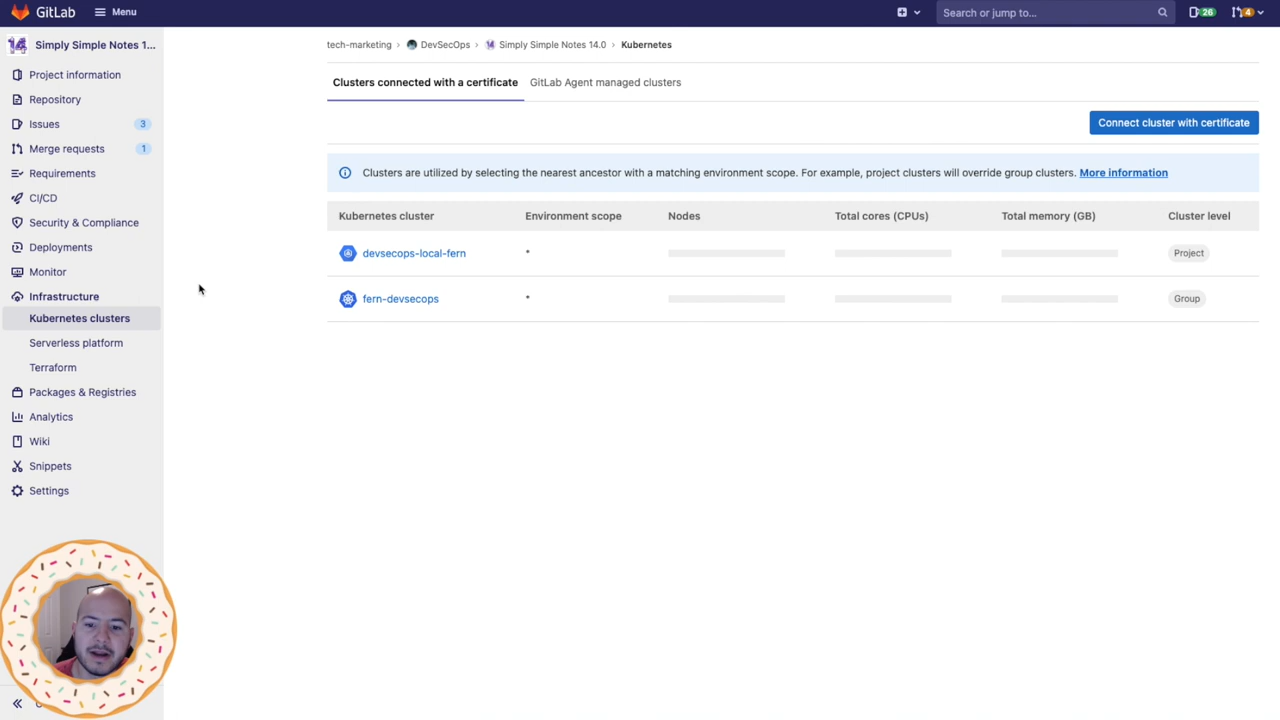 GitLab
Menu
Search or jump to...
26
4
Simply Simple Notes 1...
Project information
Repository
Issues
3
Merge requests
1
Requirements
CI/CD
Security & Compliance
Deployments
Monitor
Infrastructure
Kubernetes clusters
Serverless platform
Terraform
Packages & Registries
Analytics
Wiki
Snippets
Settings
tech-marketing › DevSecOps › Simply Simple Notes 14.0 › Kubernetes
Clusters connected with a certificate
GitLab Agent managed clusters
Connect cluster with certificate
Clusters are utilized by selecting the nearest ancestor with a matching environment scope. For example, project clusters will override group clusters. More information
Kubernetes cluster Environment scope Nodes Total cores (CPUs) Total memory (GB) Cluster level
devsecops-local-fern * Project
fern-devsecops * Group